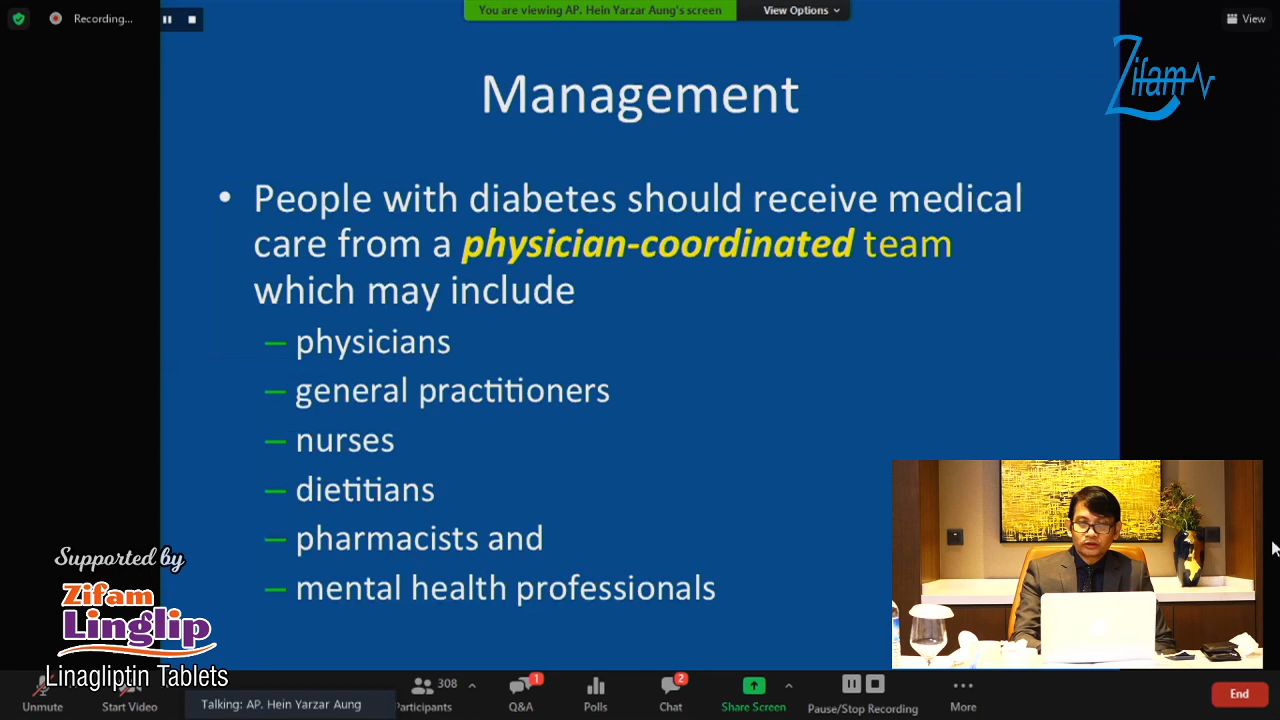 Recording...
You are viewing AP. Hein Yarzar Aung's screen
View Options
View
Zifam
Management
• People with diabetes should receive medical
care from a physician-coordinated team
which may include
– physicians
– general practitioners
– nurses
– dietitians
– pharmacists and
– mental health professionals
Supported by
Zifam
Linglip
Linagliptin Tablets
Unmute
Start Video
Talking: AP. Hein Yarzar Aung
Participants
308
Q&A
1
Polls
Chat
2
Share Screen
Pause/Stop Recording
More
End